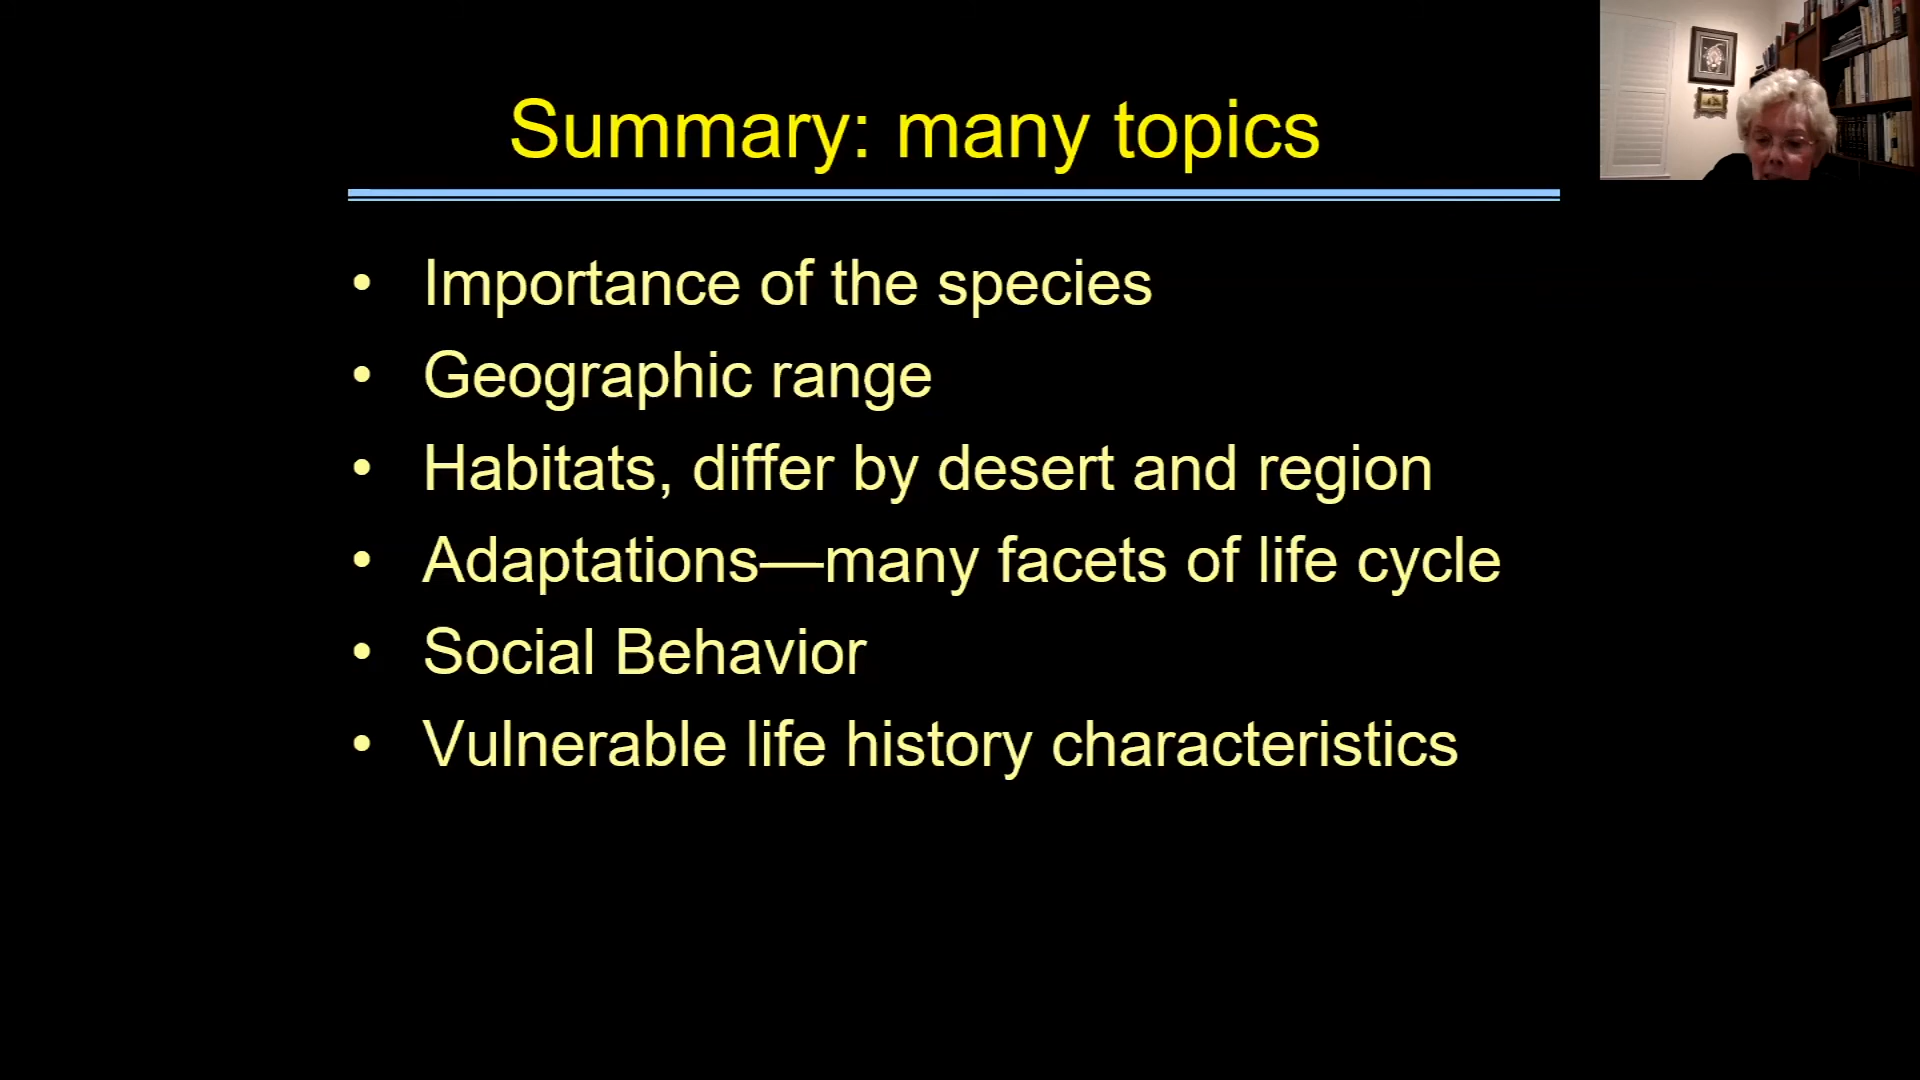 Summary: many topics
• Importance of the species
• Geographic range
• Habitats, differ by desert and region
• Adaptations—many facets of life cycle
• Social Behavior
• Vulnerable life history characteristics